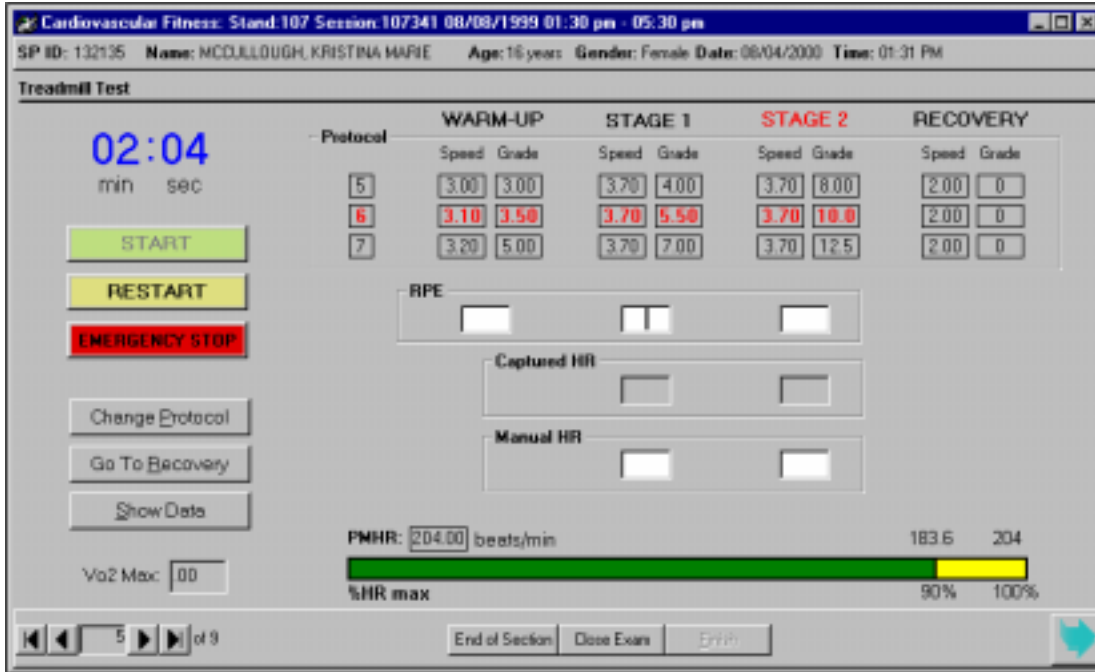 Cardiovascular Fitness: Stand:107 Session:107341 08/08/1999 01:30 pm - 05:30 pm
SP ID: 132135 Name: MCCULLOUGH, KRISTINA MARIE Age: 16 years Gender: Female Date: 08/04/2000 Time: 01:31 PM
Treadmill Test
WARM-UP STAGE 1 STAGE 2 RECOVERY
Protocol
02:04
min sec
Speed Grade Speed Grade Speed Grade Speed Grade
5 3.00 3.00 3.70 4.00 3.70 8.00 2.00 0
6 3.10 3.50 3.70 5.50 3.70 10.0 2.00 0
7 3.20 5.00 3.70 7.00 3.70 12.5 2.00 0
START
RESTART
EMERGENCY STOP
RPE
Captured HR
Manual HR
Change Protocol
Go To Recovery
Show Data
Vo2 Max: .00
PMHR: 204.00 beats/min 183.6 204
%HR max 90% 100%
5 of 9
End of Section Close Exam Finish